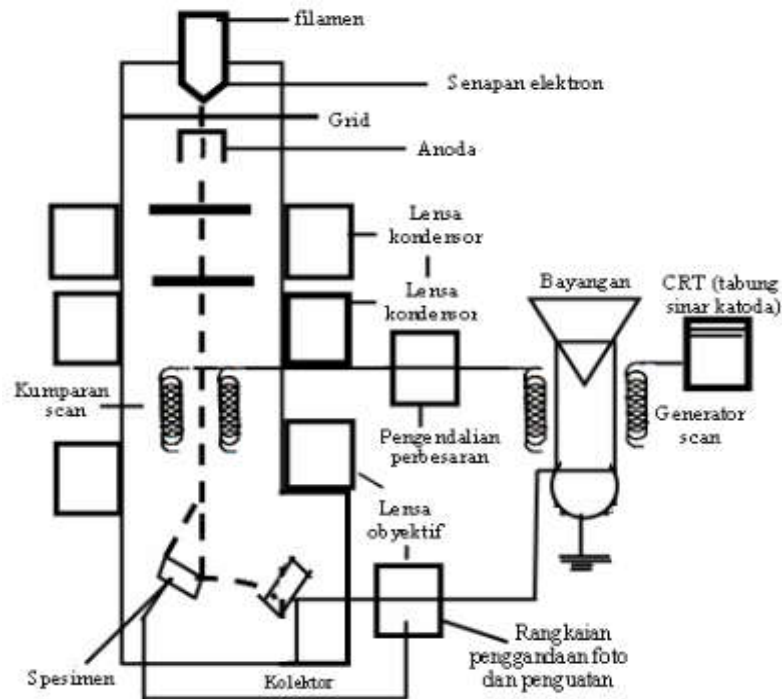 filamen
Senapan elektron
Grid
Anoda
Lensa
kondensor
Lensa
kondensor
Bayangan
CRT (tabung
sinar katoda)
Kumparan
scan
Pengendalian
perbesaran
Generator
scan
Lensa
obyektif
Spesimen
Kolektor
Rangkaian
penggandaan foto
dan penguatan